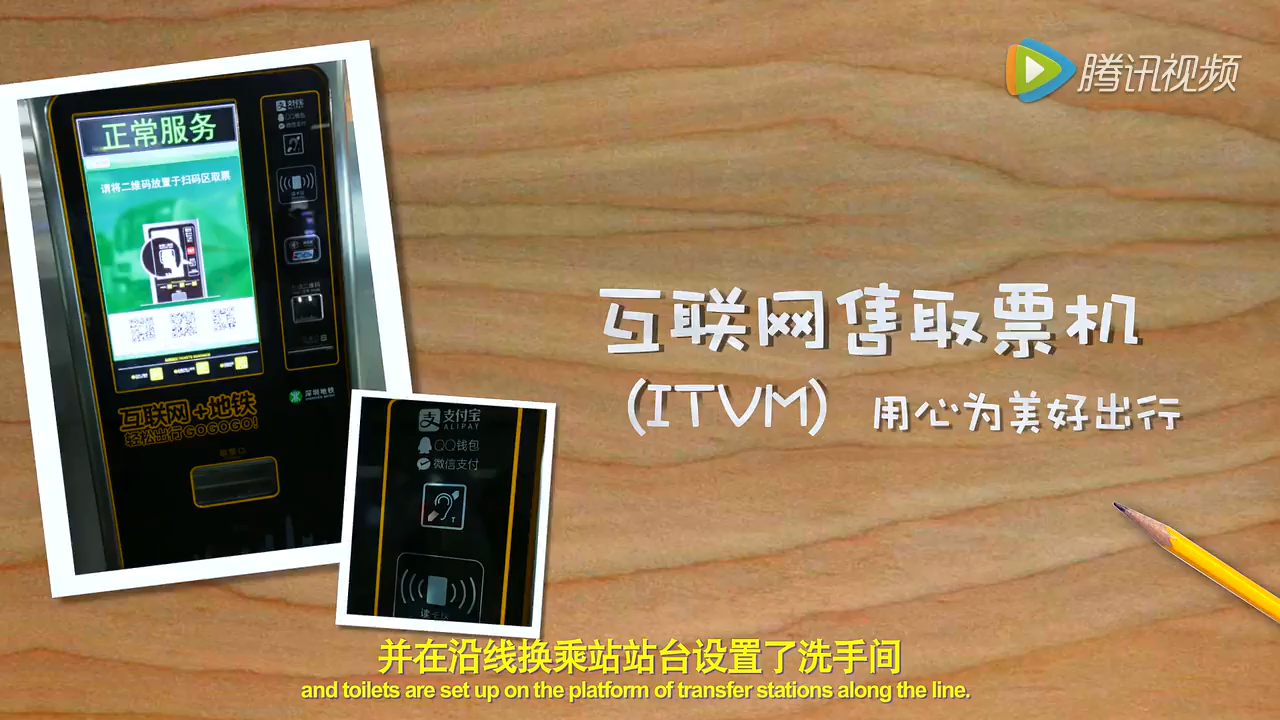 腾讯视频
正常服务
请将二维码放置于扫码区取票
支付宝
ALIPAY
QQ钱包
微信支付
互联网+地铁
轻松出行GOGOGO!
取票口
深圳地铁
支付宝
ALIPAY
QQ钱包
微信支付
T
互联网售取票机
(ITVM) 用心为美好出行
并在沿线换乘站站台设置了洗手间
and toilets are set up on the platform of transfer stations along the line.